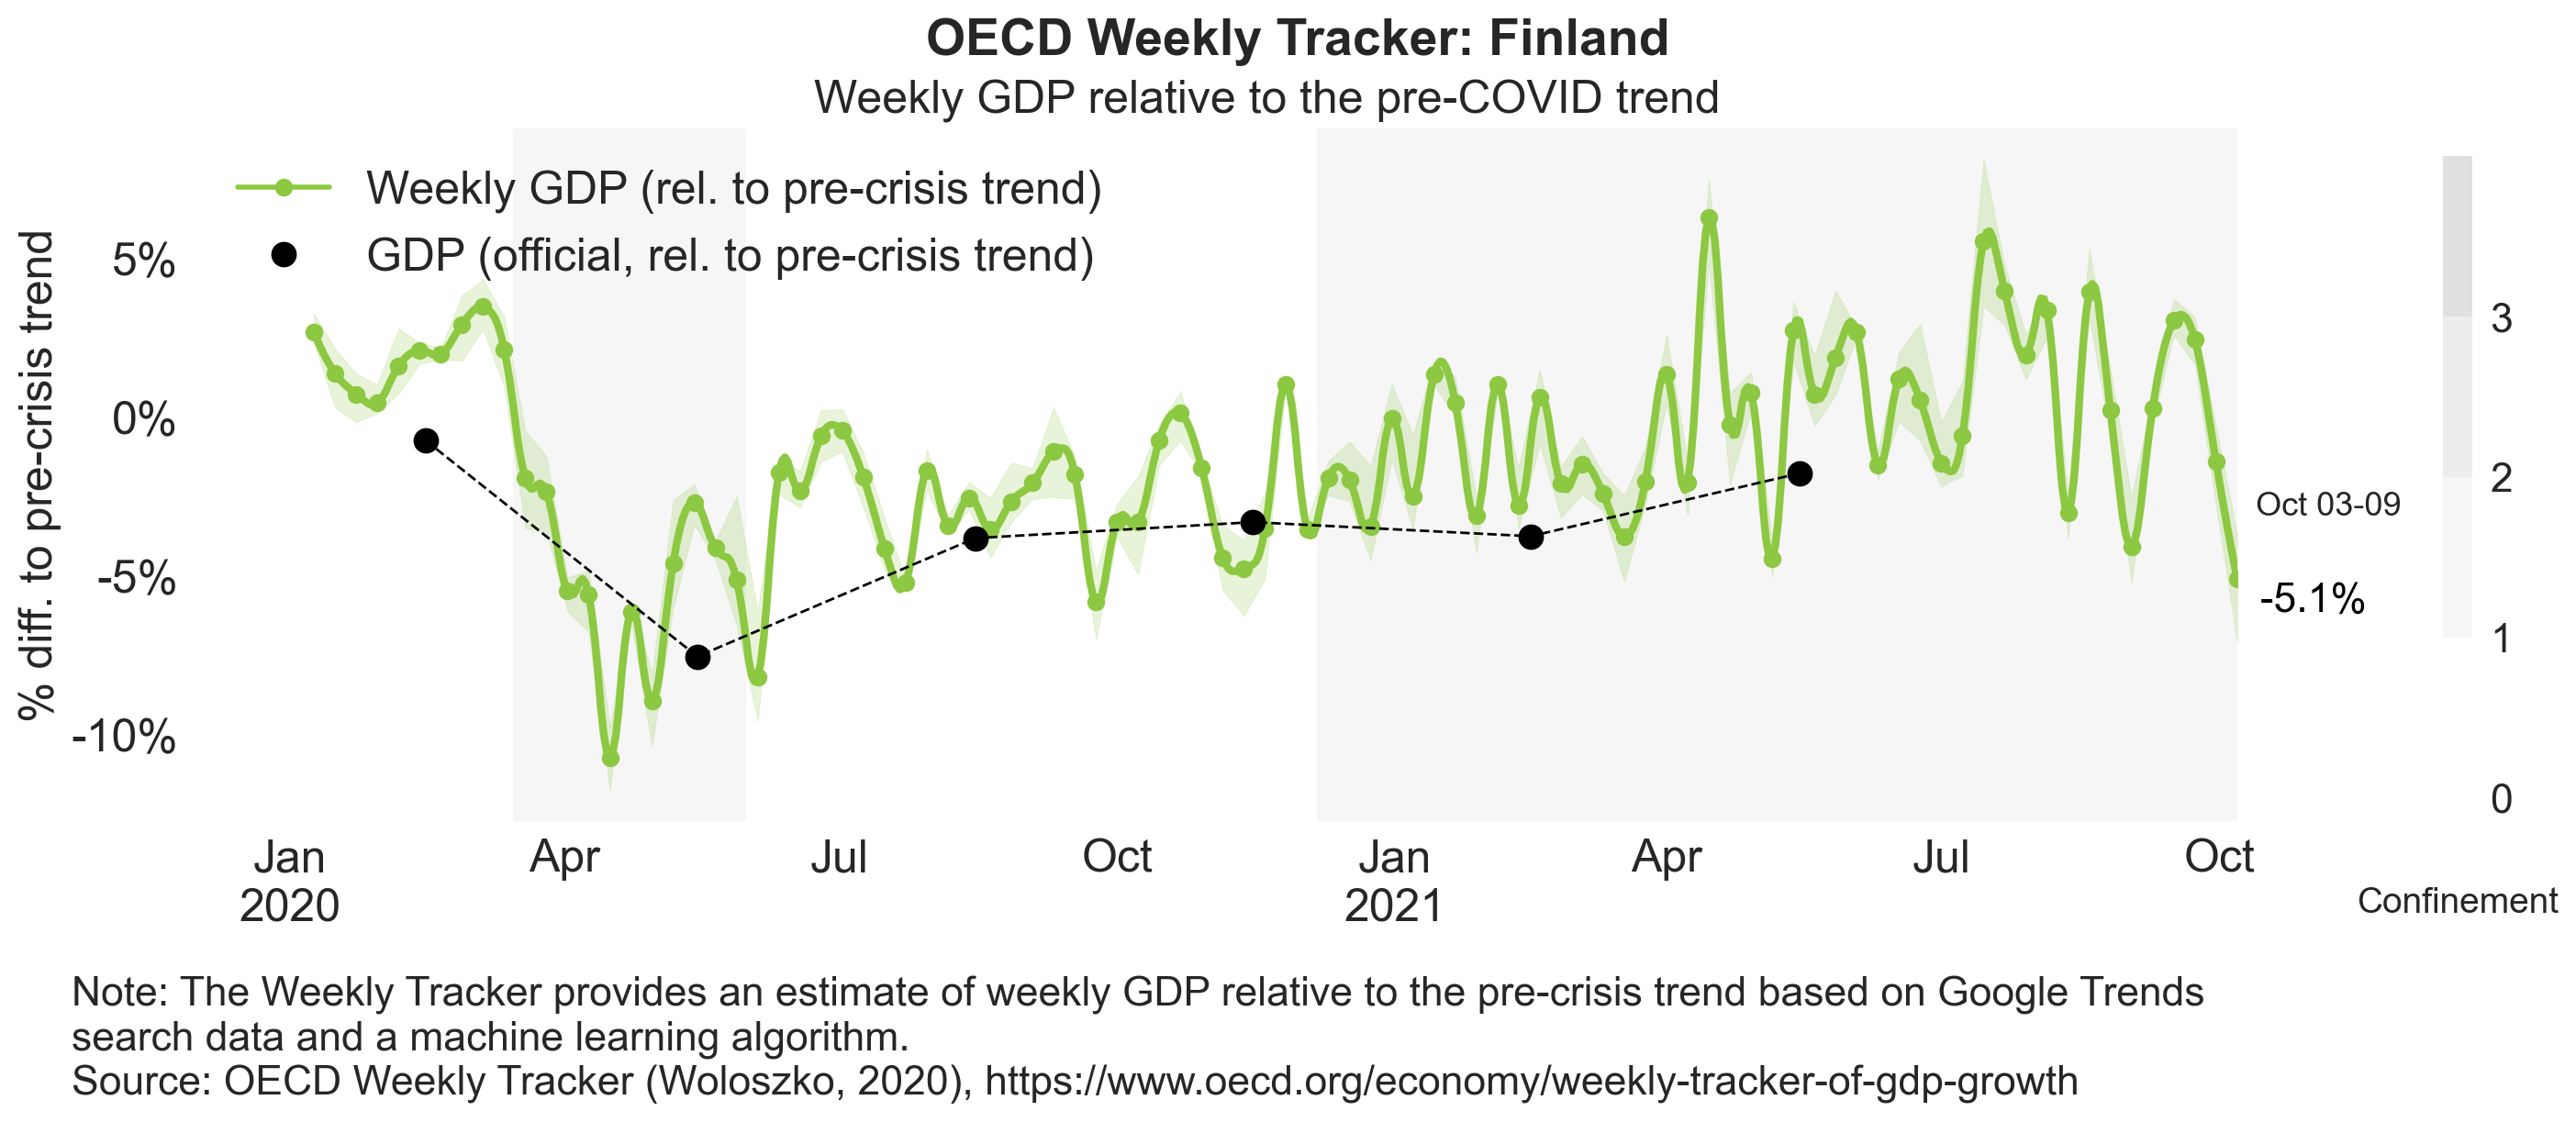 OECD Weekly Tracker: Finland
Weekly GDP relative to the pre-COVID trend
Weekly GDP (rel. to pre-crisis trend)
GDP (official, rel. to pre-crisis trend)
% diff. to pre-crisis trend
5%
0%
-5%
-10%
Jan
2020
Apr
Jul
Oct
Jan
2021
Apr
Jul
Oct
Oct 03-09
-5.1%
3
2
1
0
Confinement
Note: The Weekly Tracker provides an estimate of weekly GDP relative to the pre-crisis trend based on Google Trends
search data and a machine learning algorithm.
Source: OECD Weekly Tracker (Woloszko, 2020), https://www.oecd.org/economy/weekly-tracker-of-gdp-growth